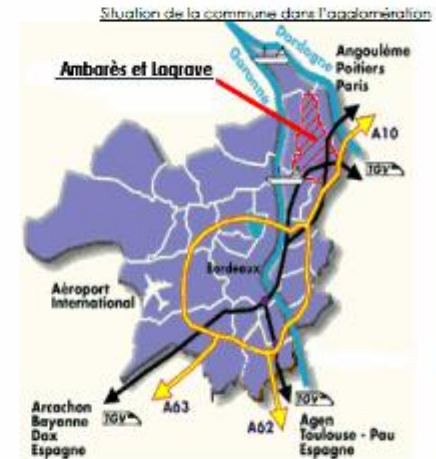 Situation de la commune dans l'agglomération
Dordogne
Garonne
Angoulême
Poitiers
Paris
Ambarès et Lagrave
A10
TGV
Bordeaux
Aéroport
International
Arcachon
Bayonne
Dax
Espagne
TGV
A63
A62
TGV
Agen
Toulouse - Pau
Espagne